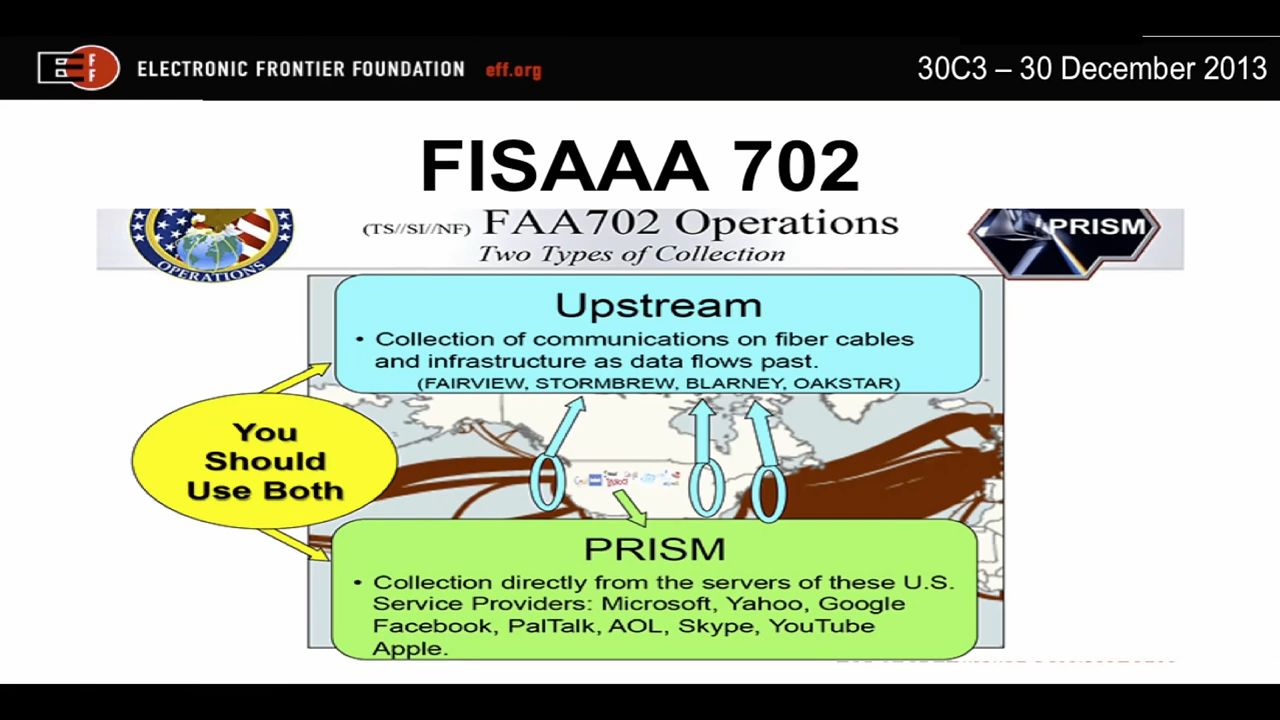 ELECTRONIC FRONTIER FOUNDATION eff.org
30C3 – 30 December 2013
FISAAA 702
(TS//SI//NF) FAA702 Operations
Two Types of Collection
OPERATIONS
PRISM
Upstream
• Collection of communications on fiber cables
and infrastructure as data flows past.
(FAIRVIEW, STORMBREW, BLARNEY, OAKSTAR)
You
Should
Use Both
PRISM
• Collection directly from the servers of these U.S.
Service Providers: Microsoft, Yahoo, Google
Facebook, PalTalk, AOL, Skype, YouTube
Apple.